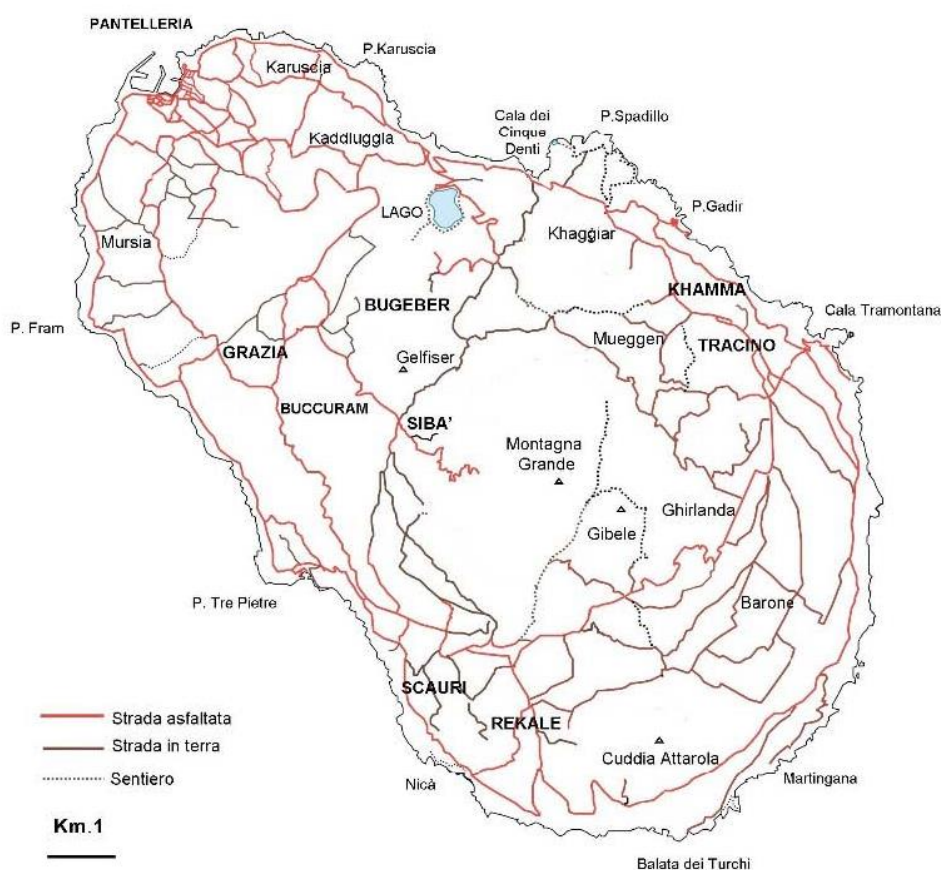 PANTELLERIA
P.Karuscia
Karuscia
Cala dei
Cinque
Denti
P.Spadillo
Kaddiuggia
P.Gadir
LAGO
Khaggiar
Mursia
KHAMMA
BUGEBER
Cala Tramontana
P. Fram
GRAZIA
Gelfiser
Mueggen
TRACINO
BUCCURAM
SIBA'
Montagna
Grande
Ghirlanda
Gibele
P. Tre Pietre
Barone
SCAURI
REKALE
Strada asfaltata
Strada in terra
Sentiero
Cuddia Attarola
Nicà
Martingana
Km.1
Balata dei Turchi